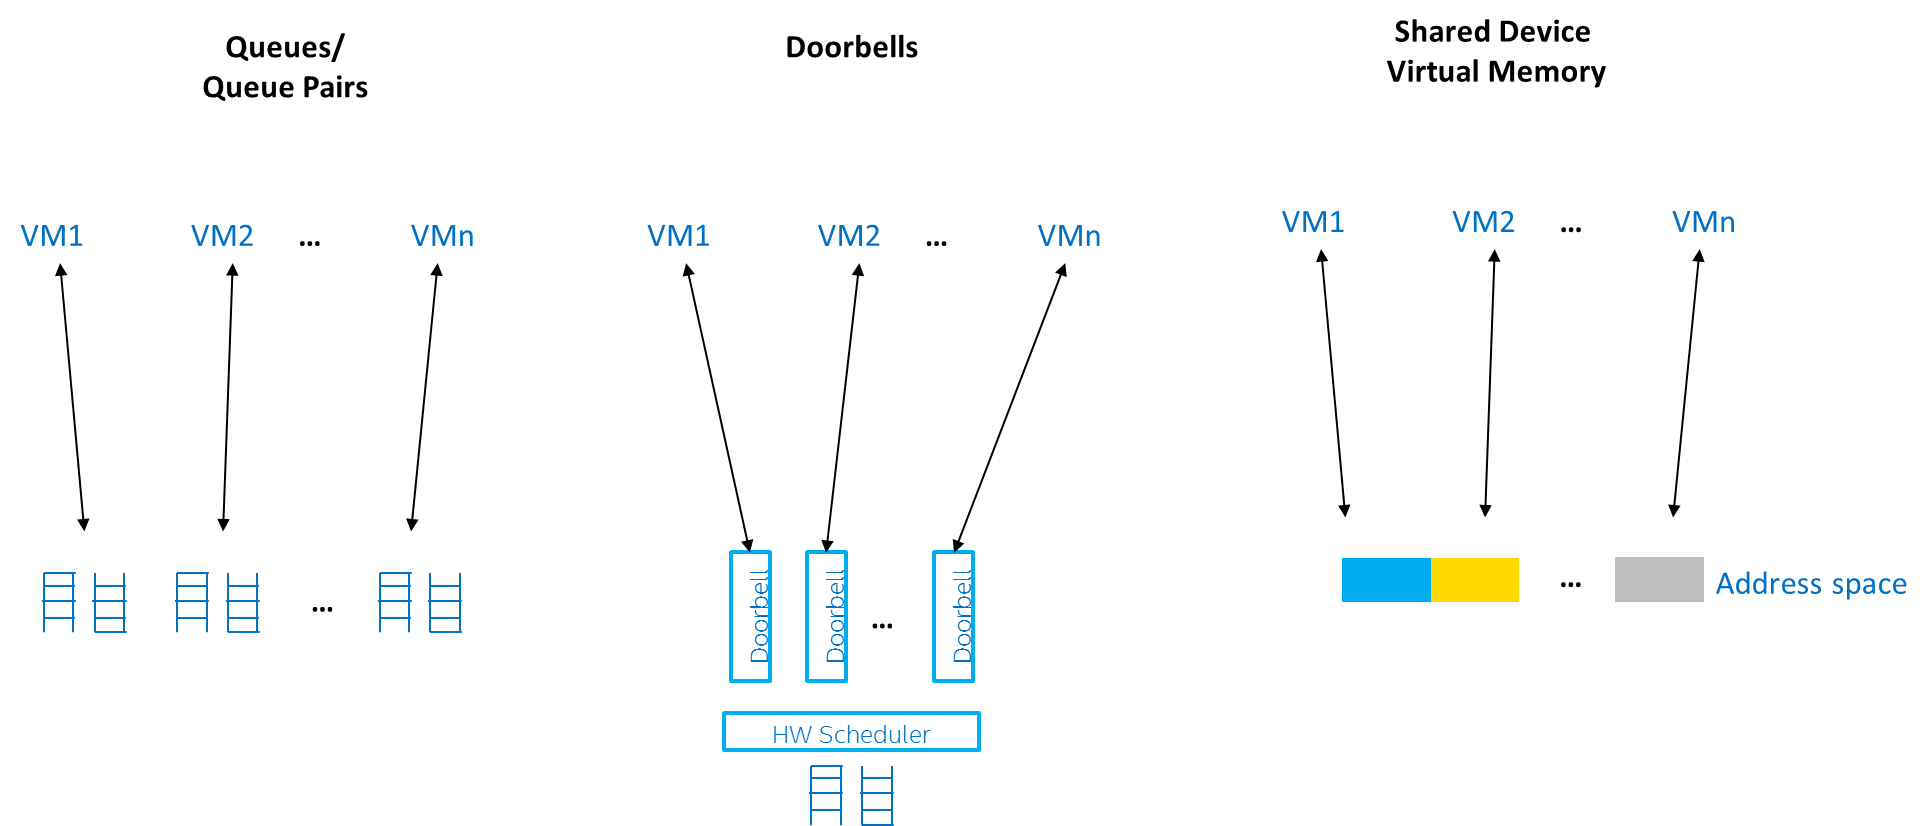 Queues/
Queue Pairs
VM1 VM2 ... VMn
...
Doorbells
VM1 VM2 ... VMn
Doorbell
Doorbell
...
Doorbell
HW Scheduler
Shared Device
Virtual Memory
VM1 VM2 ... VMn
... Address space